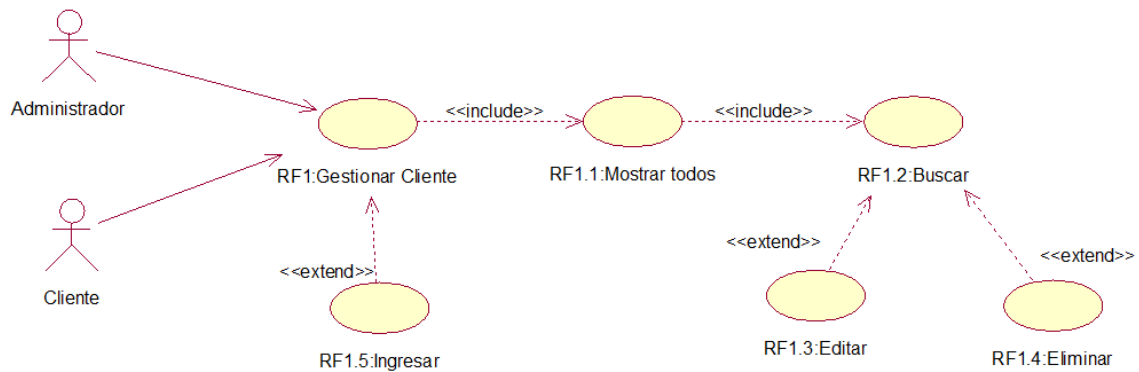 Administrador
<<include>>
<<include>>
RF1:Gestionar Cliente
RF1.1:Mostrar todos
RF1.2:Buscar
<<extend>>
<<extend>>
<<extend>>
Cliente
RF1.5:Ingresar
RF1.3:Editar
RF1.4:Eliminar